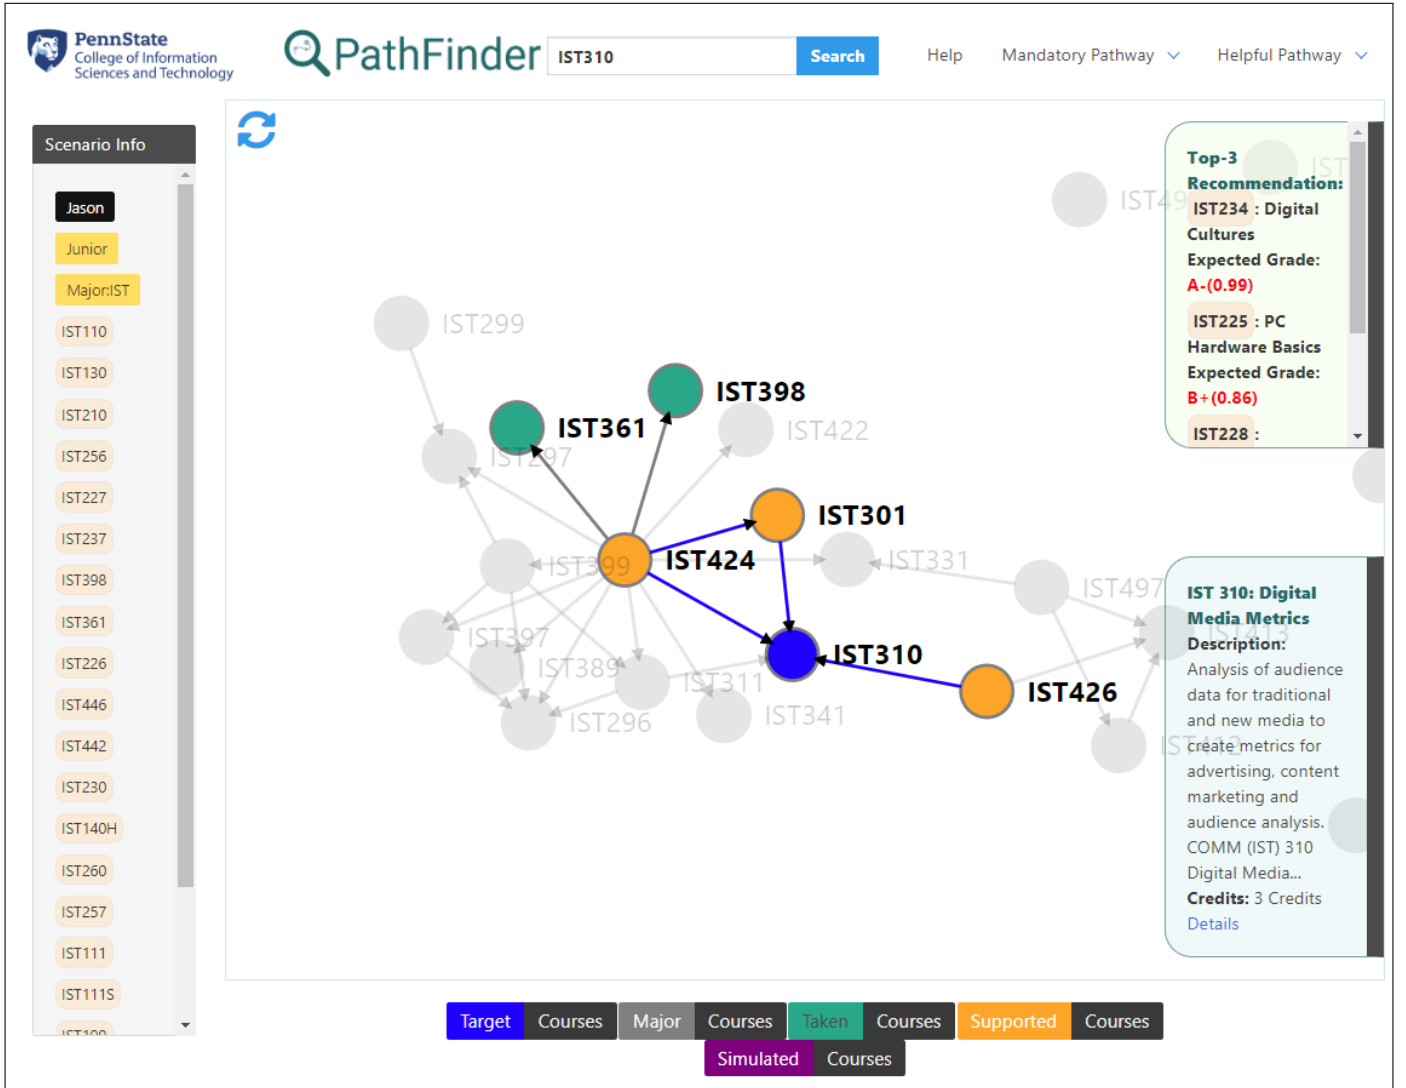 PennState
College of Information
Sciences and Technology
PathFinder
IST310
Search
Help
Mandatory Pathway
Helpful Pathway
Scenario Info
Jason
Junior
Major:IST
IST110
IST130
IST210
IST256
IST227
IST237
IST398
IST361
IST226
IST446
IST442
IST230
IST140H
IST260
IST257
IST111
IST111S
IST299
IST398
IST361
IST422
IST297
IST301
IST424
IST399
IST331
IST497
IST397
IST310
IST413
IST389
IST311
IST426
IST296
IST341
IST412
IST49
IST
Top-3
Recommendation:
IST234 : Digital
Cultures
Expected Grade:
A-(0.99)
IST225 : PC
Hardware Basics
Expected Grade:
B+(0.86)
IST228 :
IST 310: Digital
Media Metrics
Description:
Analysis of audience
data for traditional
and new media to
create metrics for
advertising, content
marketing and
audience analysis.
COMM (IST) 310
Digital Media...
Credits: 3 Credits
Details
Target Courses Major Courses Taken Courses Supported Courses
Simulated Courses